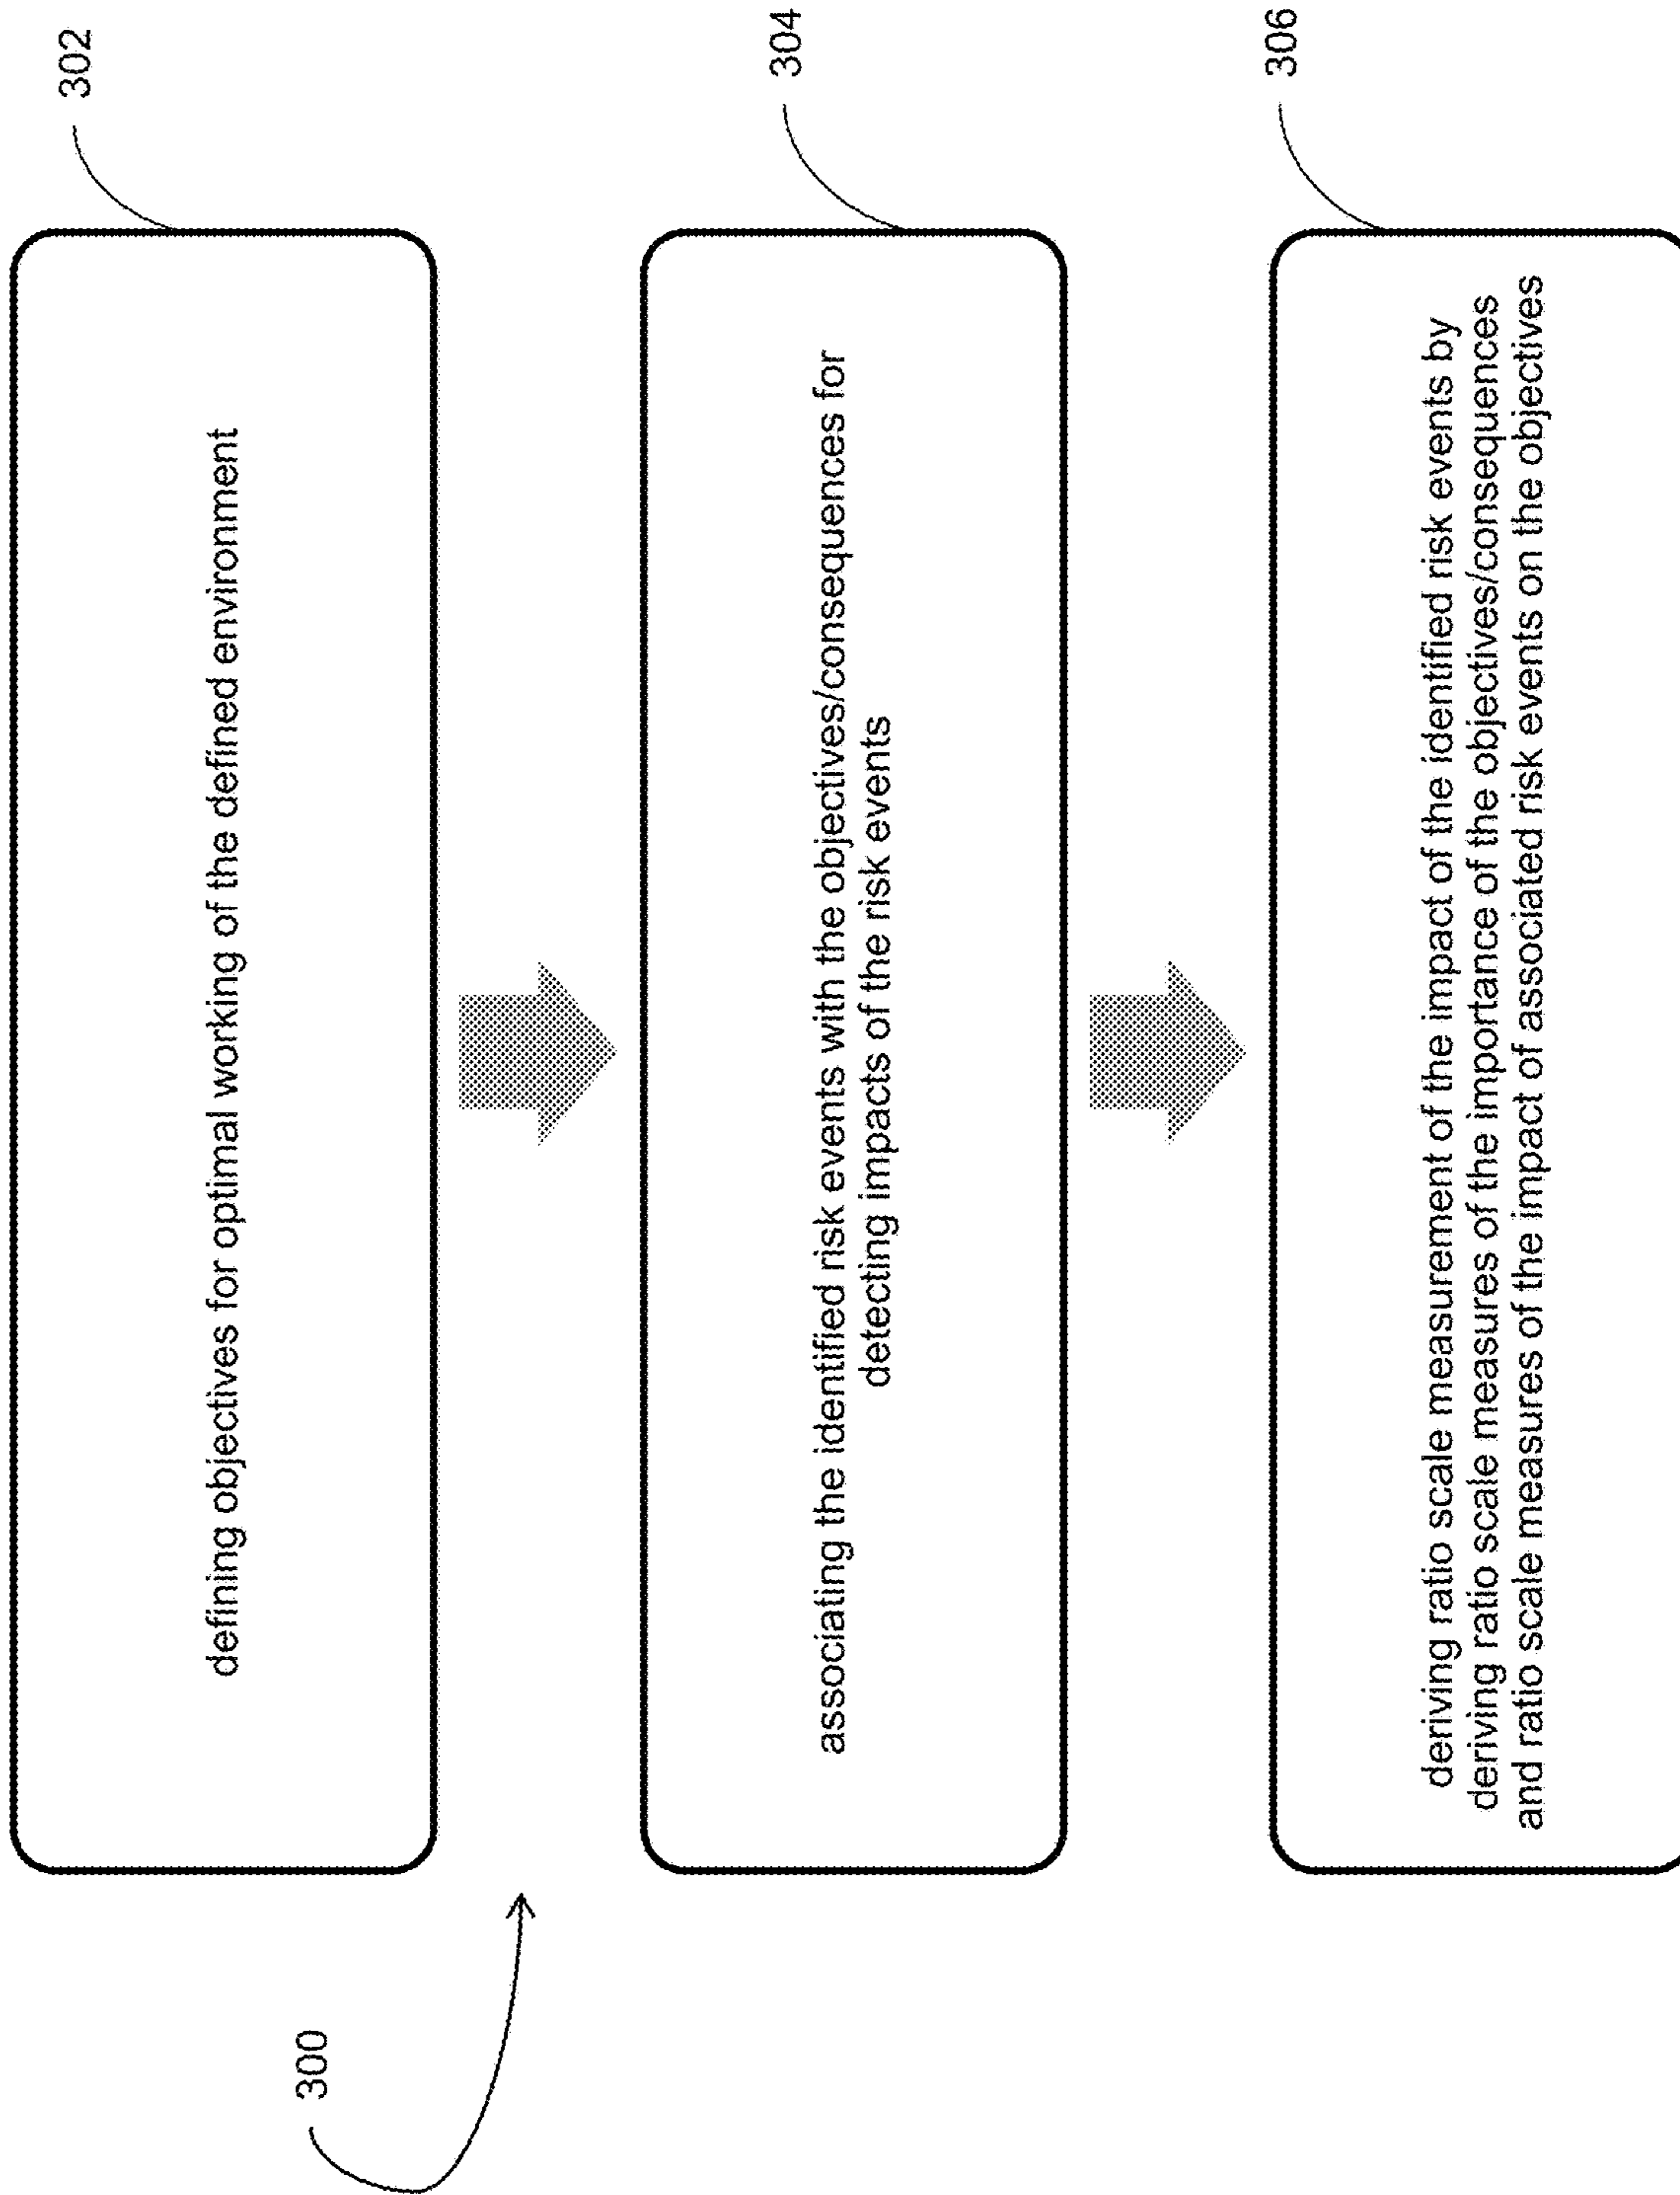 300
302
defining objectives for optimal working of the defined environment
304
associating the identified risk events with the objectives/consequences for
detecting impacts of the risk events
306
deriving ratio scale measurement of the impact of the identified risk events by
deriving ratio scale measures of the importance of the objectives/consequences
and ratio scale measures of the impact of associated risk events on the objectives